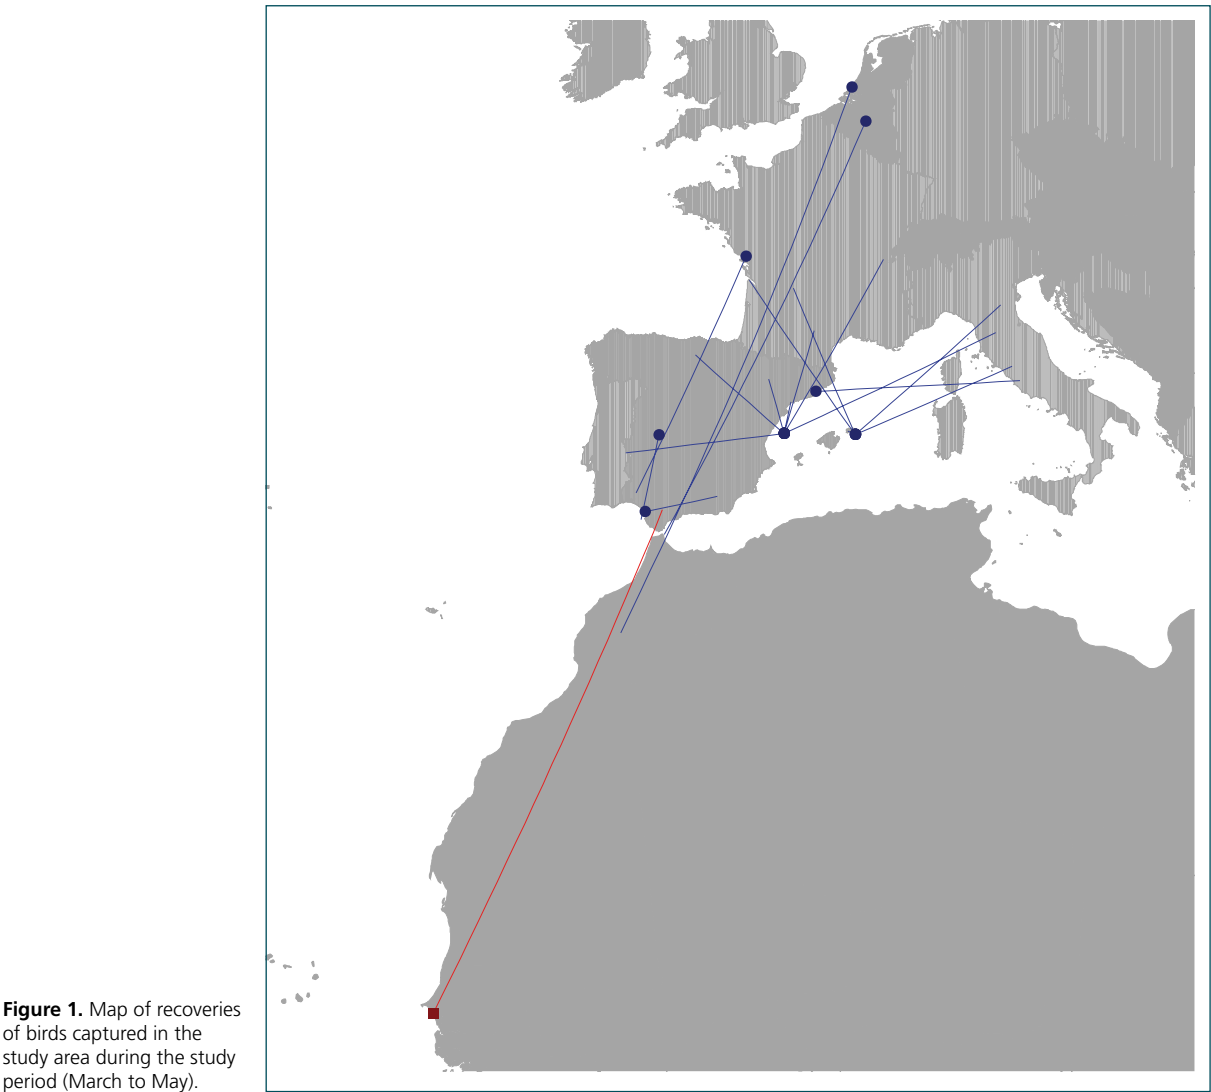 Figure 1. Map of recoveries
of birds captured in the
study area during the study
period (March to May).